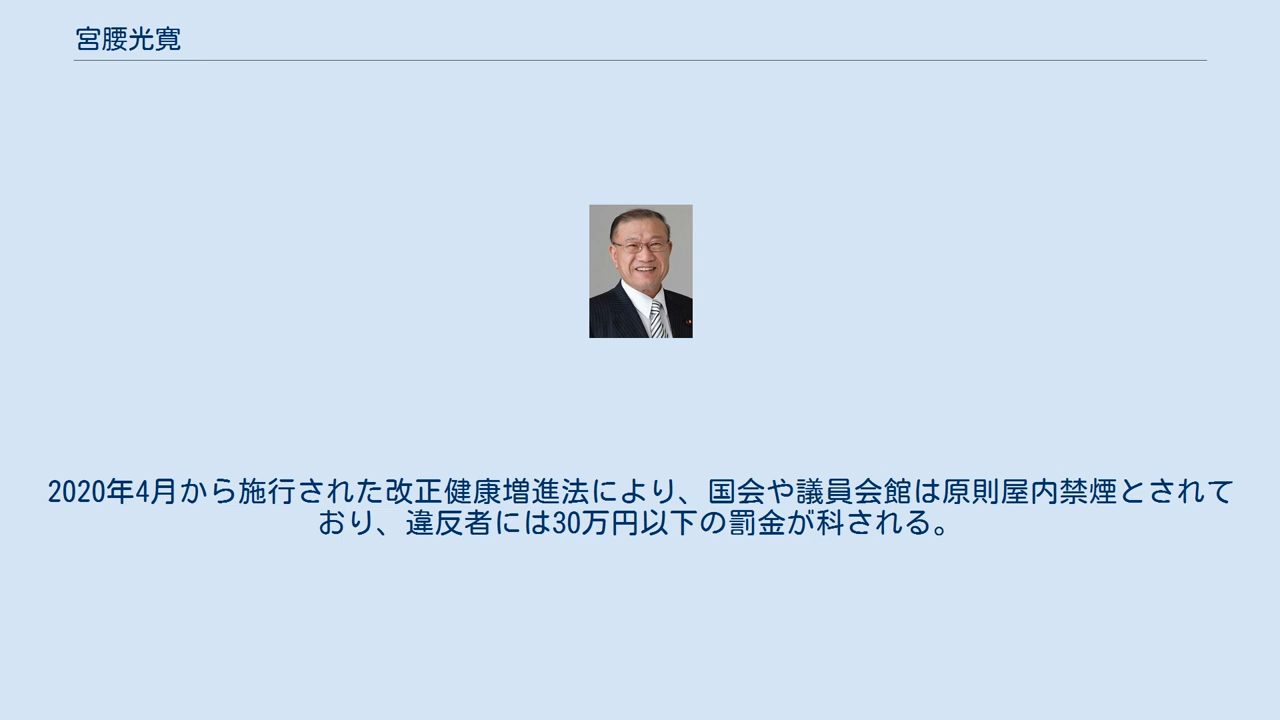 宮腰光寛
2020年4月から施行された改正健康増進法により、国会や議員会館は原則屋内禁煙とされて
おり、違反者には30万円以下の罰金が科される。